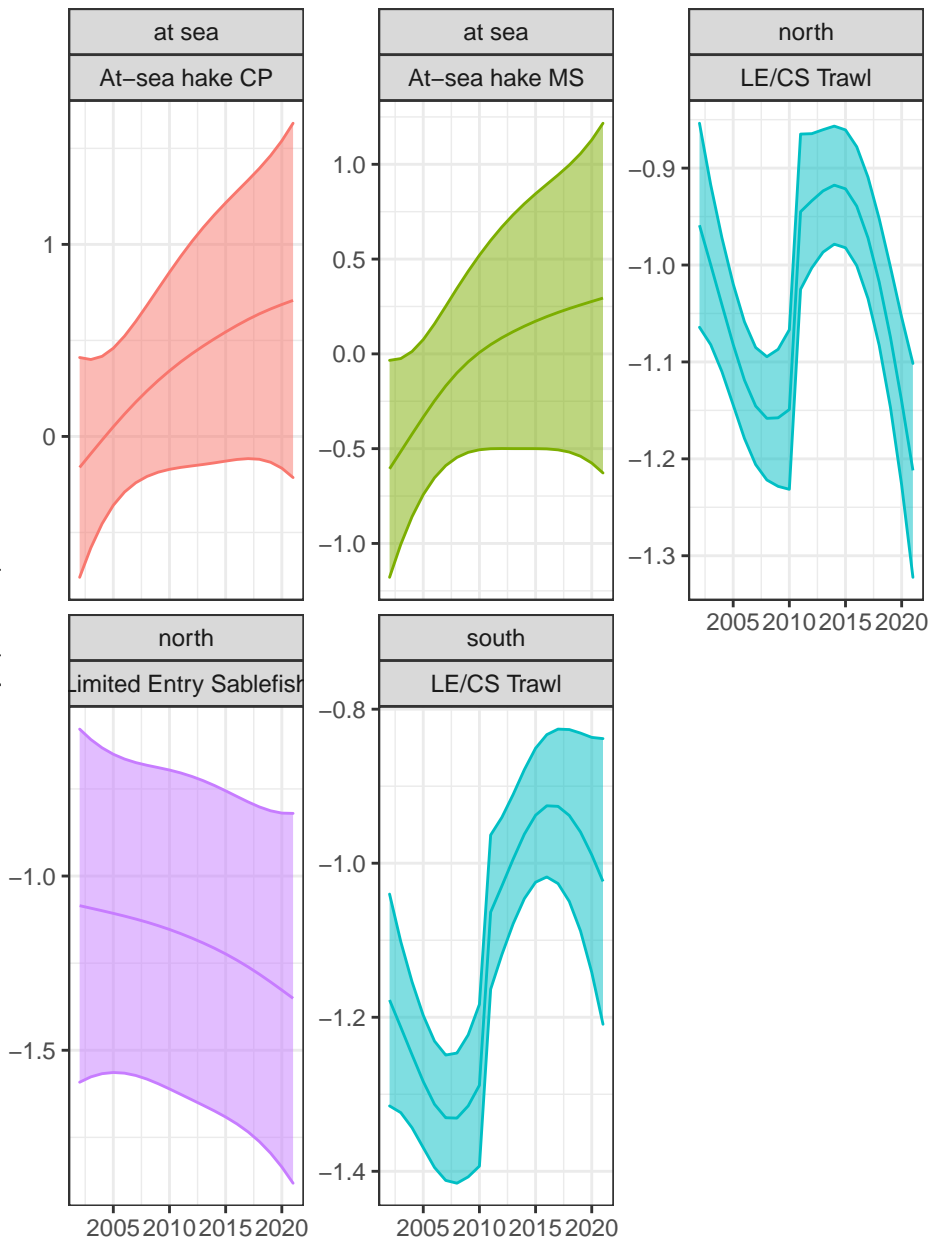 at sea
At−sea hake CP
1
0
at sea
At−sea hake MS
1.0
0.5
0.0
−0.5
−1.0
north
LE/CS Trawl
−0.9
−1.0
−1.1
−1.2
−1.3
2005 2010 2015 2020
north
Limited Entry Sablefish
−1.0
−1.5
2005 2010 2015 2020
south
LE/CS Trawl
−0.8
−1.0
−1.2
−1.4
2005 2010 2015 2020